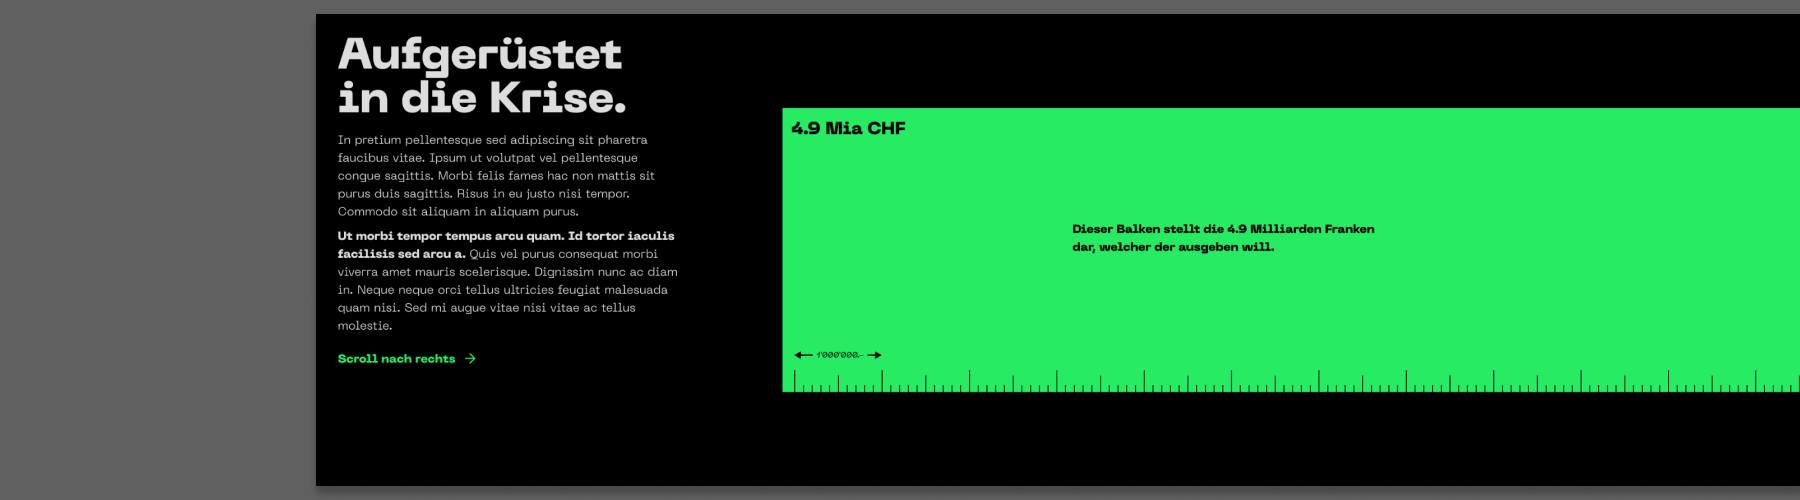 Aufgerüstet
in die Krise.
In pretium pellentesque sed adipiscing sit pharetra
faucibus vitae. Ipsum ut volutpat vel pellentesque
congue sagittis. Morbi felis fames hac non mattis sit
purus duis sagittis. Risus in eu justo nisi tempor.
Commodo sit aliquam in aliquam purus.
Ut morbi tempor tempus arcu quam. Id tortor iaculis
facilisis sed arcu a. Quis vel purus consequat morbi
viverra amet mauris scelerisque. Dignissim nunc ac diam
in. Neque neque orci tellus ultricies feugiat malesuada
quam nisi. Sed mi augue vitae nisi vitae ac tellus
molestie.
Scroll nach rechts →
4.9 Mia CHF
Dieser Balken stellt die 4.9 Milliarden Franken
dar, welcher der ausgeben will.
1'000'000.–